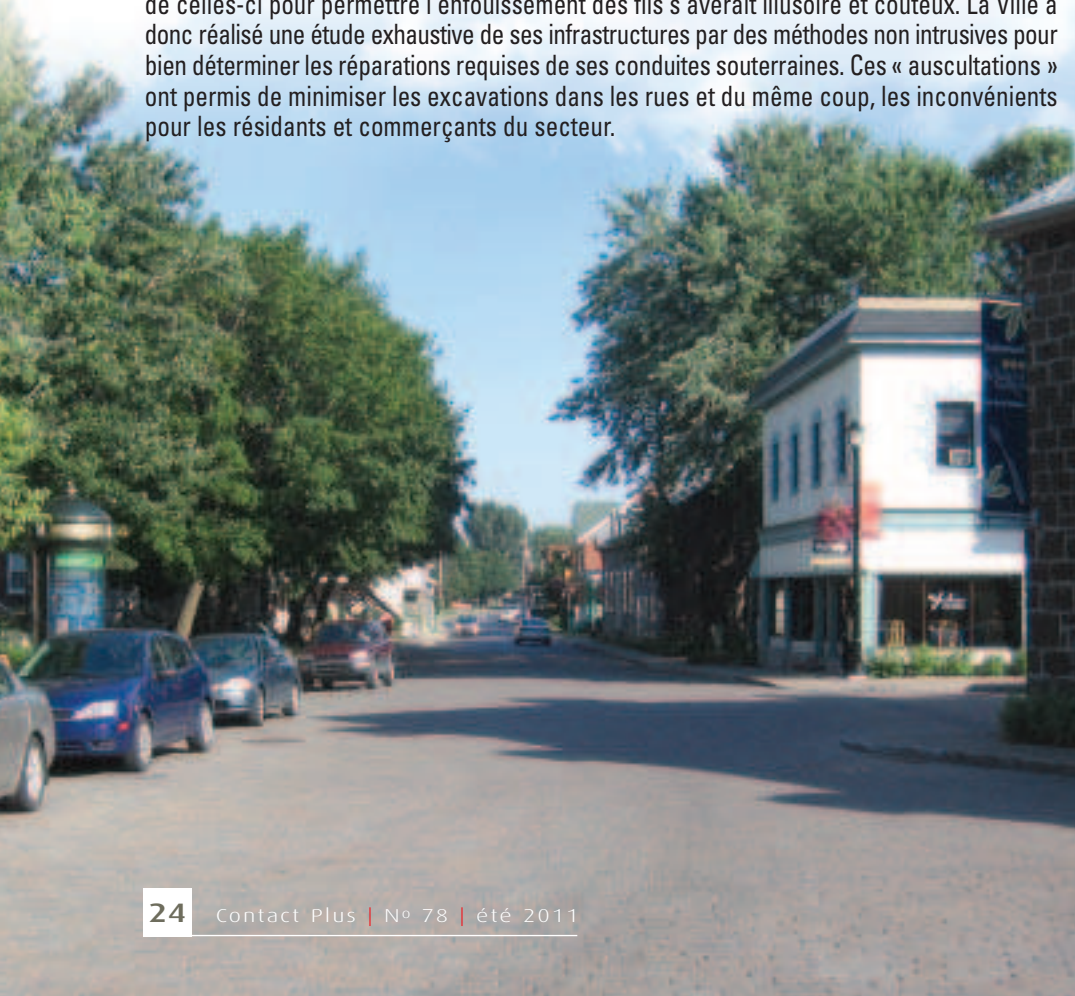 de celles-ci pour permettre l'enfouissement des fils s'avérait illusoire et coûteux. La Ville a
donc réalisé une étude exhaustive de ses infrastructures par des méthodes non intrusives pour
bien déterminer les réparations requises de ses conduites souterraines. Ces « auscultations »
ont permis de minimiser les excavations dans les rues et du même coup, les inconvénients
pour les résidants et commerçants du secteur.
24 Contact Plus | Nº 78 | été 2011